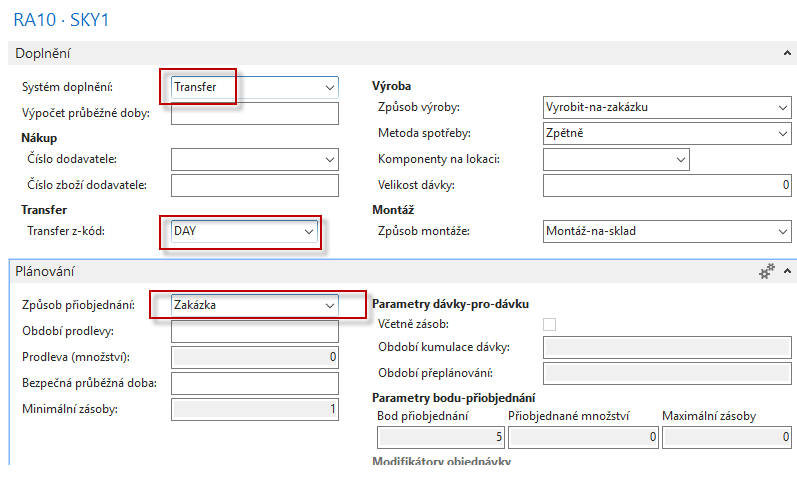 RA10 · SKY1
Doplnění
Systém doplnění: Transfer
Výpočet průběžné doby:
Nákup
Číslo dodavatele:
Číslo zboží dodavatele:
Transfer
Transfer z-kód: DAY
Výroba
Způsob výroby: Vyrobit-na-zakázku
Metoda spotřeby: Zpětně
Komponenty na lokaci:
Velikost dávky: 0
Montáž
Způsob montáže: Montáž-na-sklad
Plánování
Způsob přiobjednání: Zakázka
Období prodlevy:
Prodleva (množství): 0
Bezpečná průběžná doba:
Minimální zásoby: 1
Parametry dávky-pro-dávku
Včetně zásob:
Období kumulace dávky:
Období přeplánování:
Parametry bodu-přiobjednání
Bod přiobjednání Přiobjednané množství Maximální zásoby
5 0 0
Modifikátory objednávky